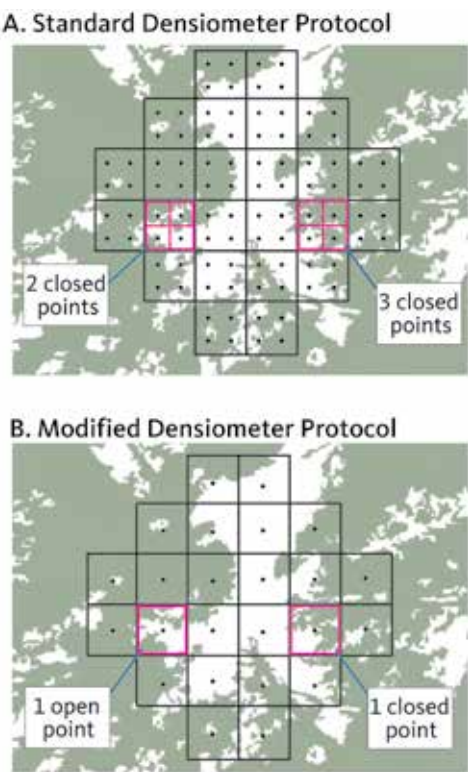 A. Standard Densiometer Protocol
2 closed
points
3 closed
points
B. Modified Densiometer Protocol
1 open
point
1 closed
point